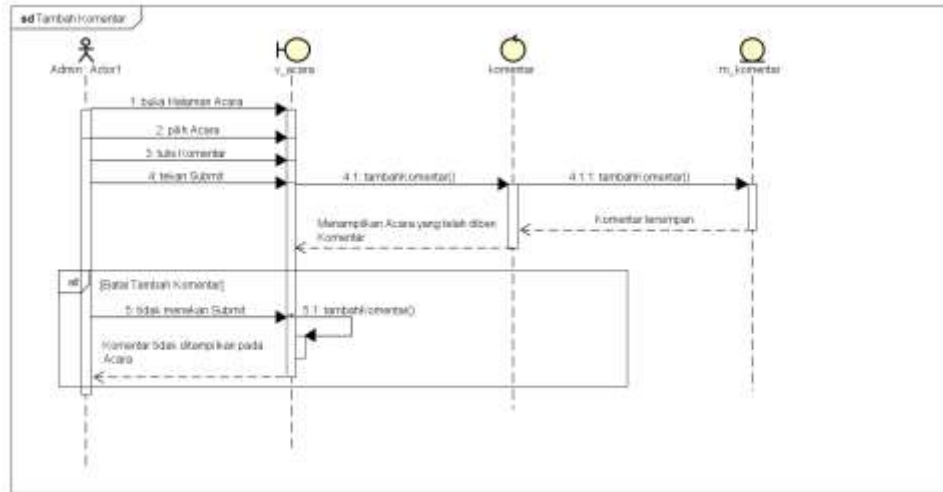 sd Tambah Komentar
Admin : Actor1
v_acara
komentar
m_komentar
1: buka Halaman Acara
2: pilih Acara
3: tulis Komentar
4: tekan Submit
4.1: tambahKomentar()
4.1.1: tambahKomentar()
Komentar tersimpan
Menampilkan Acara yang telah diberi
Komentar
[Batal Tambah Komentar]
5: tidak menekan Submit
5.1: tambahKomentar()
Komentar tidak ditampilkan pada
Acara